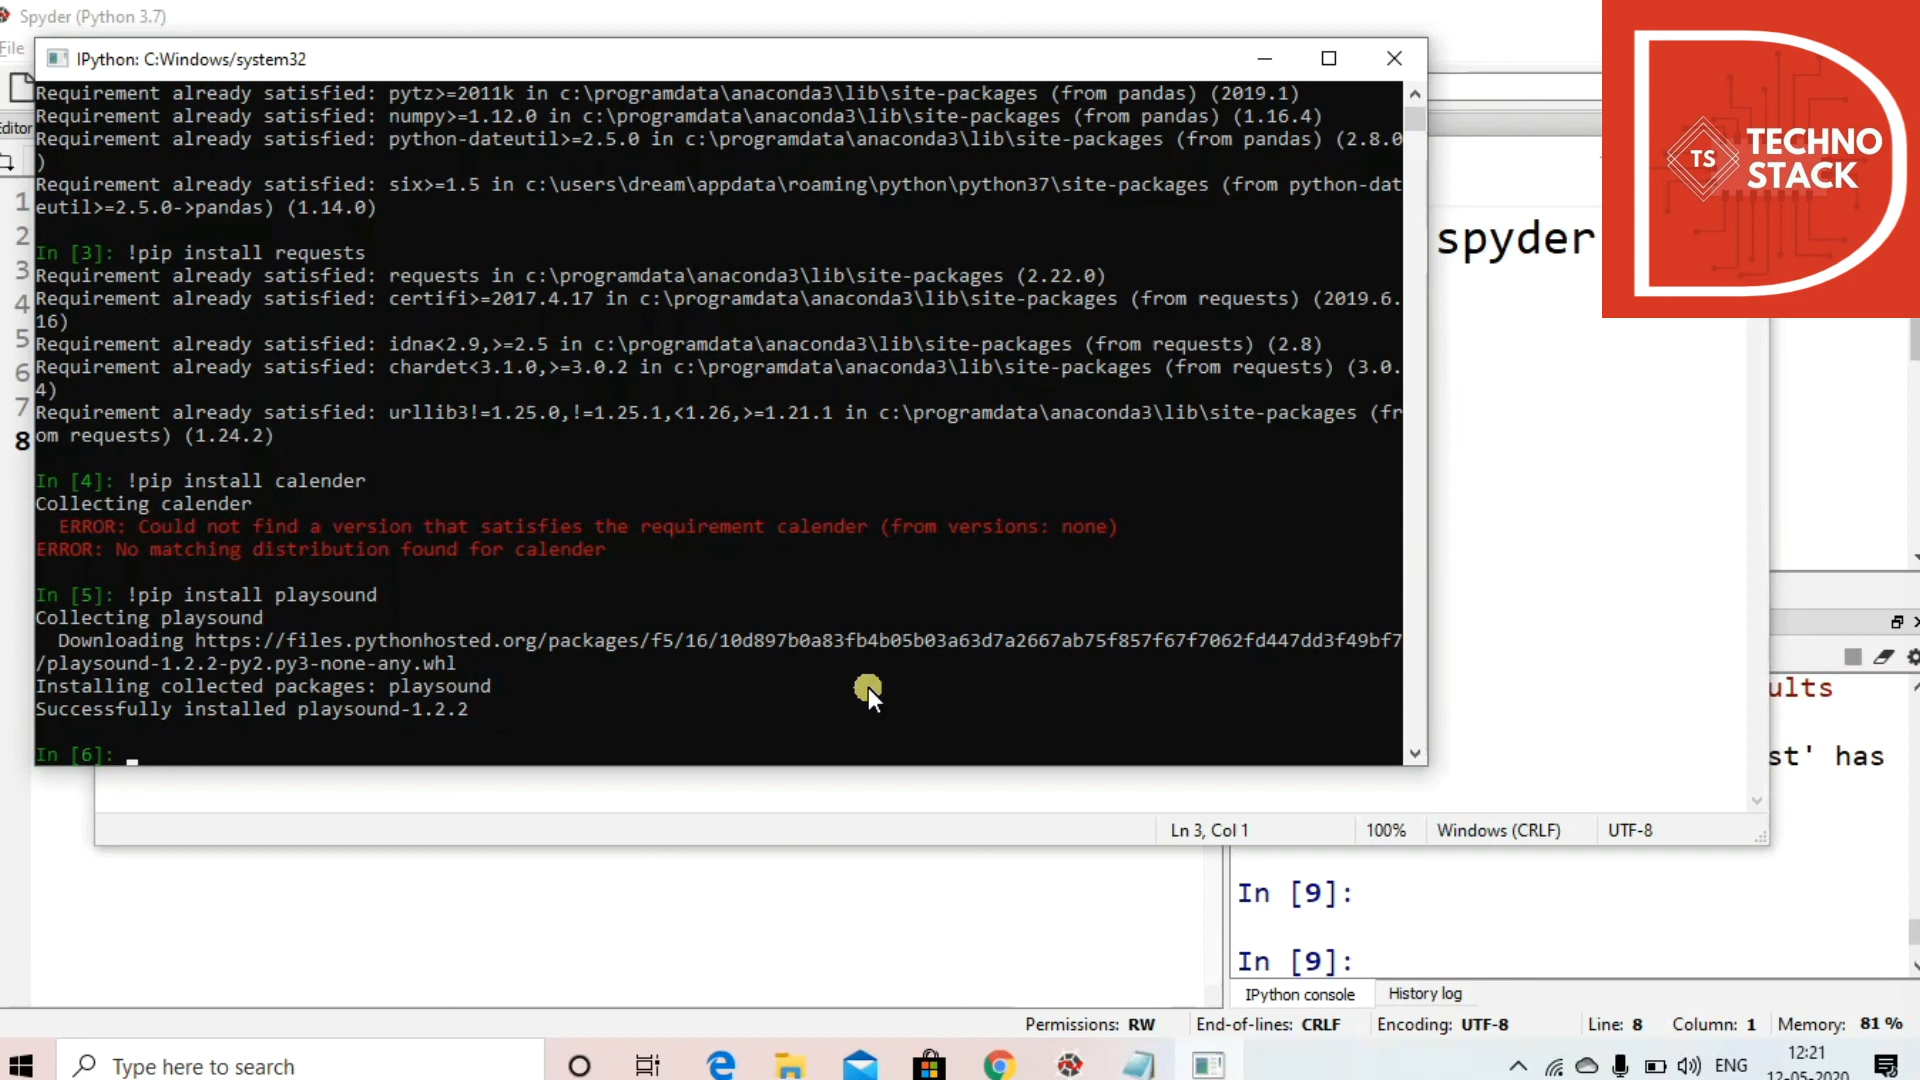 Spyder (Python 3.7)
File
IPython: C:Windows/system32
Editor
Requirement already satisfied: pytz>=2011k in c:\programdata\anaconda3\lib\site-packages (from pandas) (2019.1)
Requirement already satisfied: numpy>=1.12.0 in c:\programdata\anaconda3\lib\site-packages (from pandas) (1.16.4)
Requirement already satisfied: python-dateutil>=2.5.0 in c:\programdata\anaconda3\lib\site-packages (from pandas) (2.8.0
)
Requirement already satisfied: six>=1.5 in c:\users\dream\appdata\roaming\python\python37\site-packages (from python-dat
eutil>=2.5.0->pandas) (1.14.0)
In [3]: !pip install requests
Requirement already satisfied: requests in c:\programdata\anaconda3\lib\site-packages (2.22.0)
Requirement already satisfied: certifi>=2017.4.17 in c:\programdata\anaconda3\lib\site-packages (from requests) (2019.6.
16)
Requirement already satisfied: idna<2.9,>=2.5 in c:\programdata\anaconda3\lib\site-packages (from requests) (2.8)
Requirement already satisfied: chardet<3.1.0,>=3.0.2 in c:\programdata\anaconda3\lib\site-packages (from requests) (3.0.
4)
Requirement already satisfied: urllib3!=1.25.0,!=1.25.1,<1.26,>=1.21.1 in c:\programdata\anaconda3\lib\site-packages (fr
om requests) (1.24.2)
In [4]: !pip install calender
Collecting calender
ERROR: Could not find a version that satisfies the requirement calender (from versions: none)
ERROR: No matching distribution found for calender
In [5]: !pip install playsound
Collecting playsound
Downloading https://files.pythonhosted.org/packages/f5/16/10d897b0a83fb4b05b03a63d7a2667ab75f857f67f7062fd447dd3f49bf7
/playsound-1.2.2-py2.py3-none-any.whl
Installing collected packages: playsound
Successfully installed playsound-1.2.2
In [6]:
1
2
3
4
5
6
7
8
spyder
TS
TECHNO
STACK
ults
st' has
Ln 3, Col 1
100%
Windows (CRLF)
UTF-8
In [9]:
In [9]:
IPython console
History log
Permissions: RW
End-of-lines: CRLF
Encoding: UTF-8
Line: 8
Column: 1
Memory: 81 %
Type here to search
ENG
12:21
12-05-2020